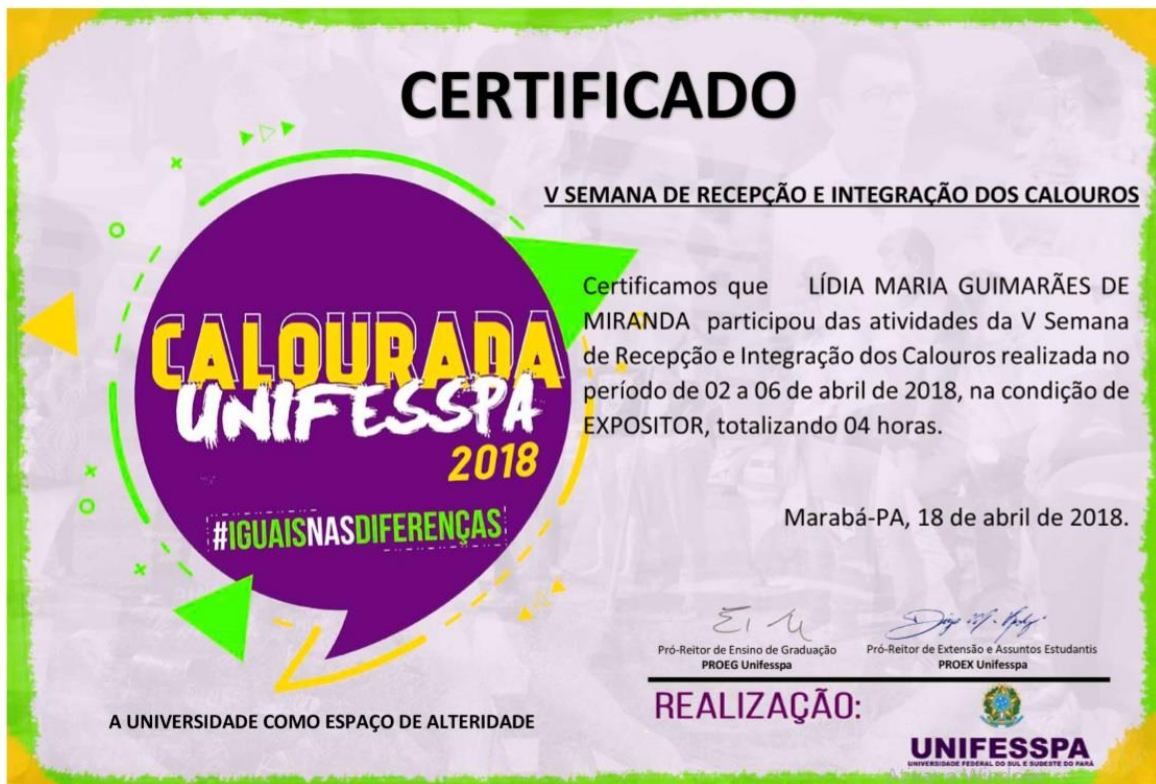 CERTIFICADO
V SEMANA DE RECEPÇÃO E INTEGRAÇÃO DOS CALOUROS
CALOURADA
UNIFESSPA
2018
#IGUAISNASDIFERENÇAS
Certificamos que LÍDIA MARIA GUIMARÃES DE
MIRANDA participou das atividades da V Semana
de Recepção e Integração dos Calouros realizada no
período de 02 a 06 de abril de 2018, na condição de
EXPOSITOR, totalizando 04 horas.
Marabá-PA, 18 de abril de 2018.
Pró-Reitor de Ensino de Graduação
PROEG Unifesspa
Pró-Reitor de Extensão e Assuntos Estudantis
PROEX Unifesspa
A UNIVERSIDADE COMO ESPAÇO DE ALTERIDADE
REALIZAÇÃO:
UNIFESSPA
UNIVERSIDADE FEDERAL DO SUL E SUDESTE DO PARÁ